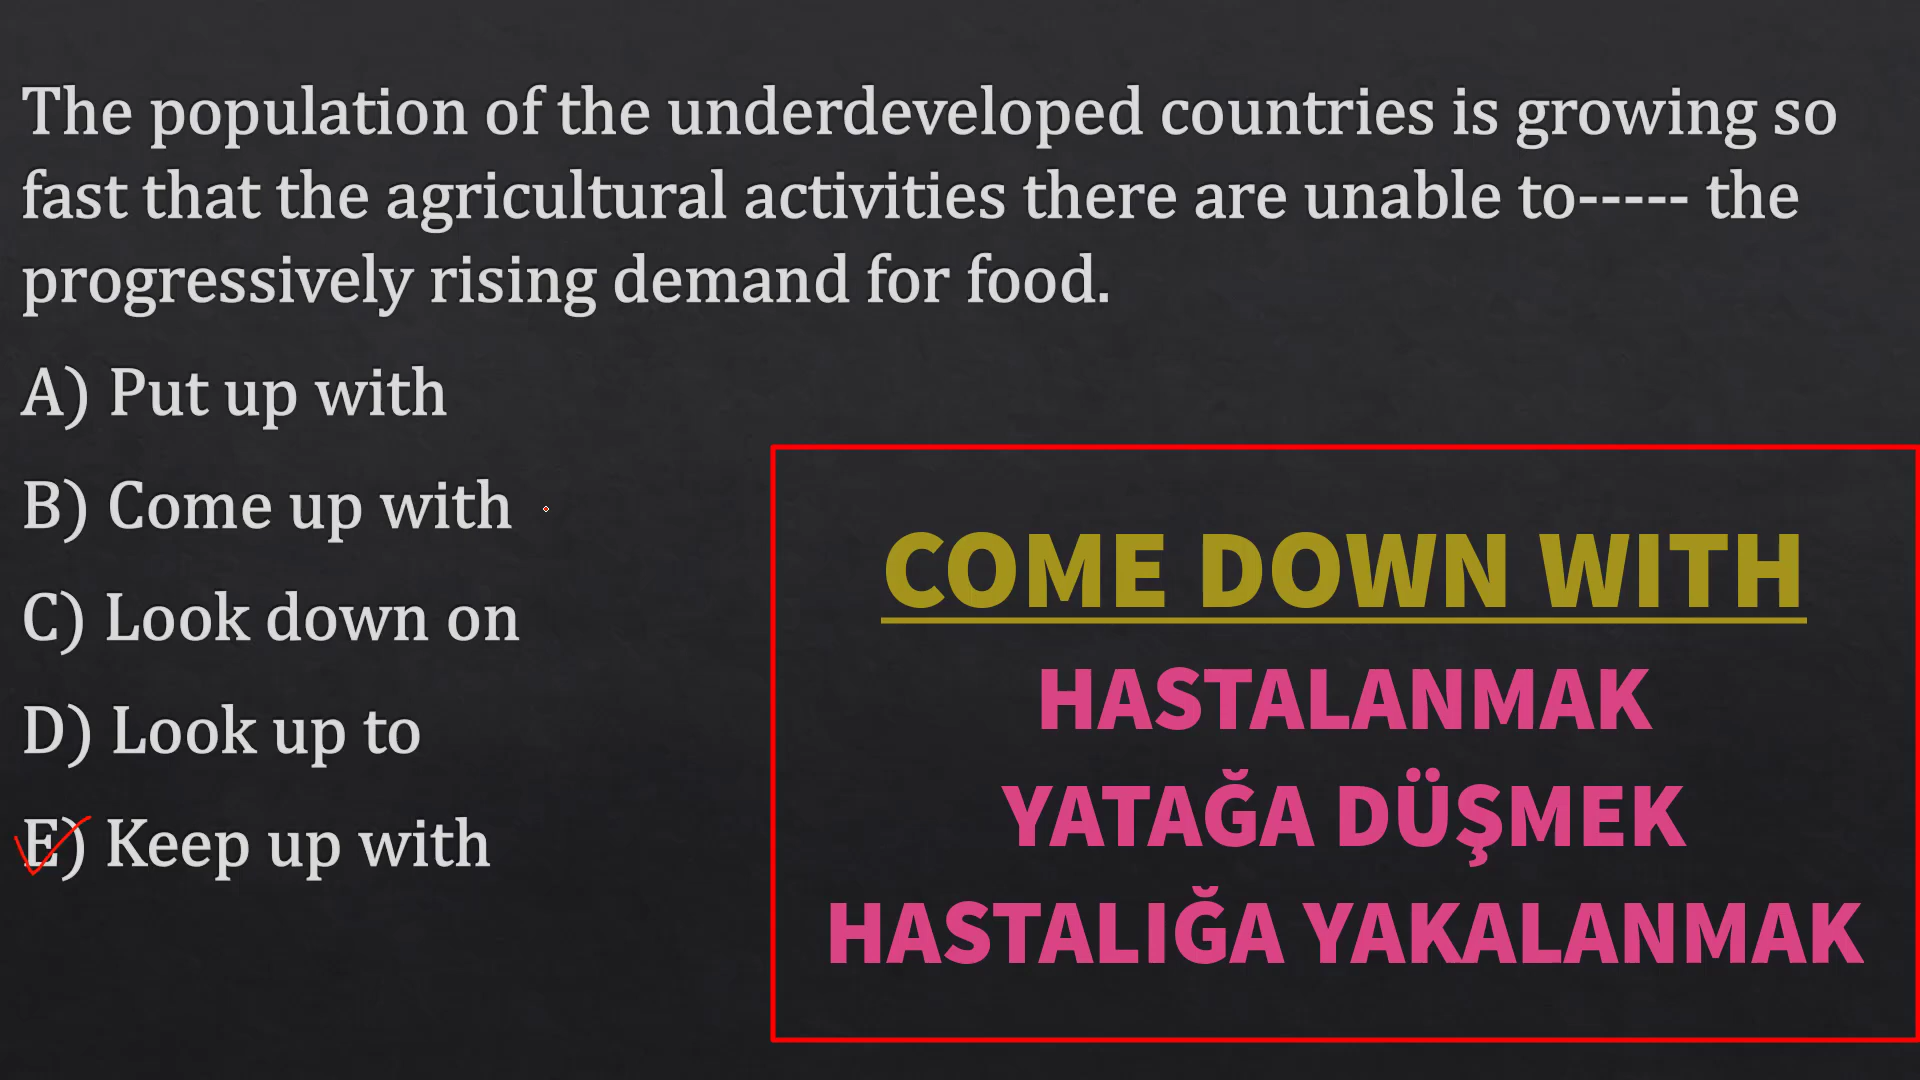 The population of the underdeveloped countries is growing so
fast that the agricultural activities there are unable to----- the
progressively rising demand for food.
A) Put up with
B) Come up with
C) Look down on
D) Look up to
E) Keep up with
COME DOWN WITH
HASTALANMAK
YATAĞA DÜŞMEK
HASTALIĞA YAKALANMAK